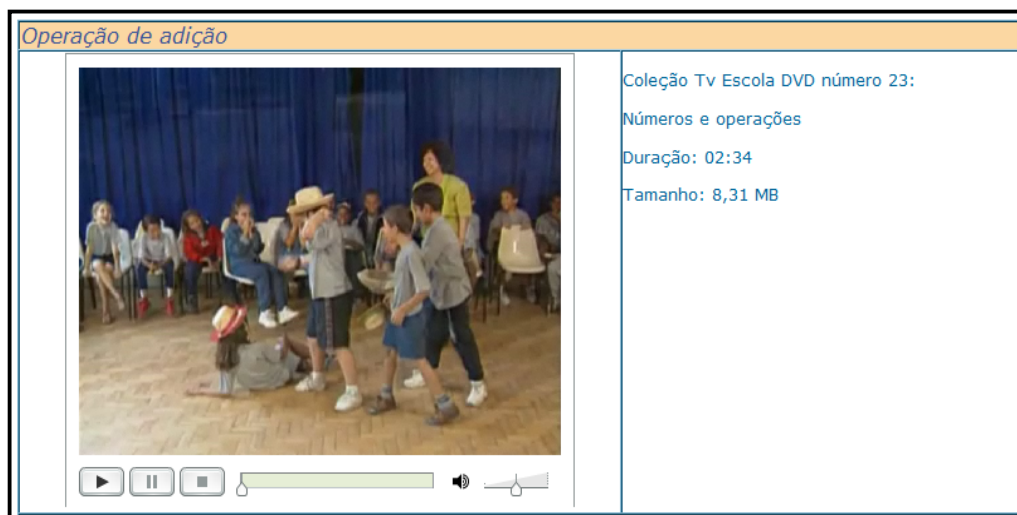 Operação de adição
Coleção Tv Escola DVD número 23:
Números e operações
Duração: 02:34
Tamanho: 8,31 MB